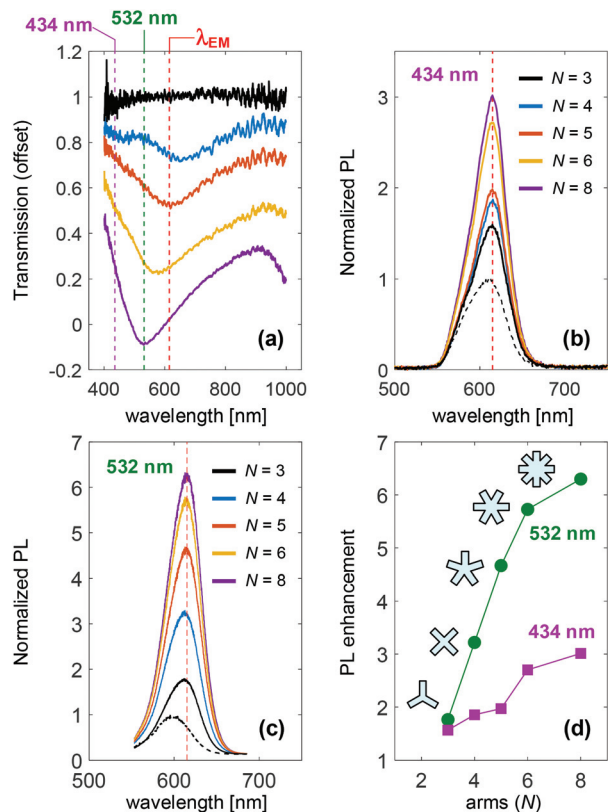 434 nm
532 nm
λEM
1.2
1
0.8
0.6
0.4
0.2
0
-0.2
Transmission (offset)
400 600 800 1000
wavelength [nm]
(a)
434 nm
N = 3
N = 4
N = 5
N = 6
N = 8
3
2
1
0
Normalized PL
500 600 700
wavelength [nm]
(b)
532 nm
N = 3
N = 4
N = 5
N = 6
N = 8
7
6
5
4
3
2
1
0
Normalized PL
500 600 700
wavelength [nm]
(c)
7
6
5
4
3
2
1
0
PL enhancement
532 nm
434 nm
2 4 6 8
arms (N)
(d)